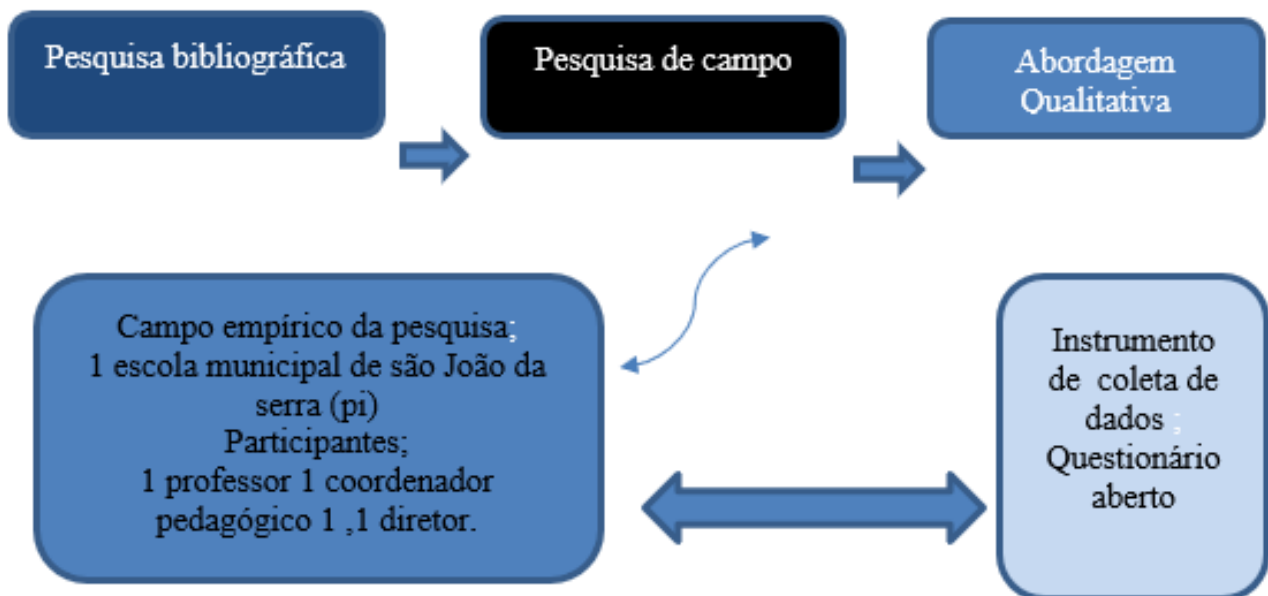 Pesquisa bibliográfica
Pesquisa de campo
Abordagem
Qualitativa
Campo empírico da pesquisa;
1 escola municipal de são João da
serra (pi)
Participantes;
1 professor 1 coordenador
pedagógico 1 ,1 diretor.
Instrumento
de coleta de
dados ;
Questionário
aberto